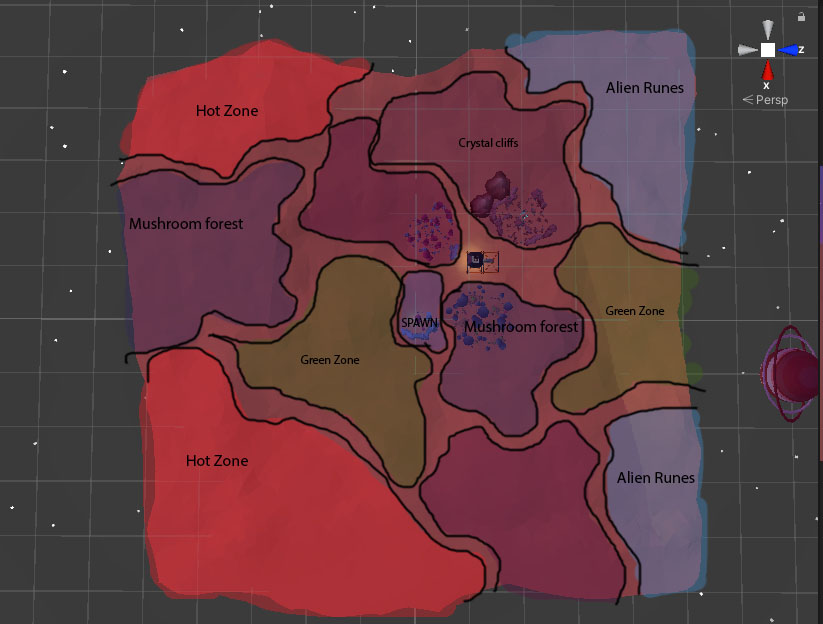 Hot Zone
Alien Runes
x
z
Persp
Crystal cliffs
Mushroom forest
SPAWN
Mushroom forest
Green Zone
Green Zone
Hot Zone
Alien Runes